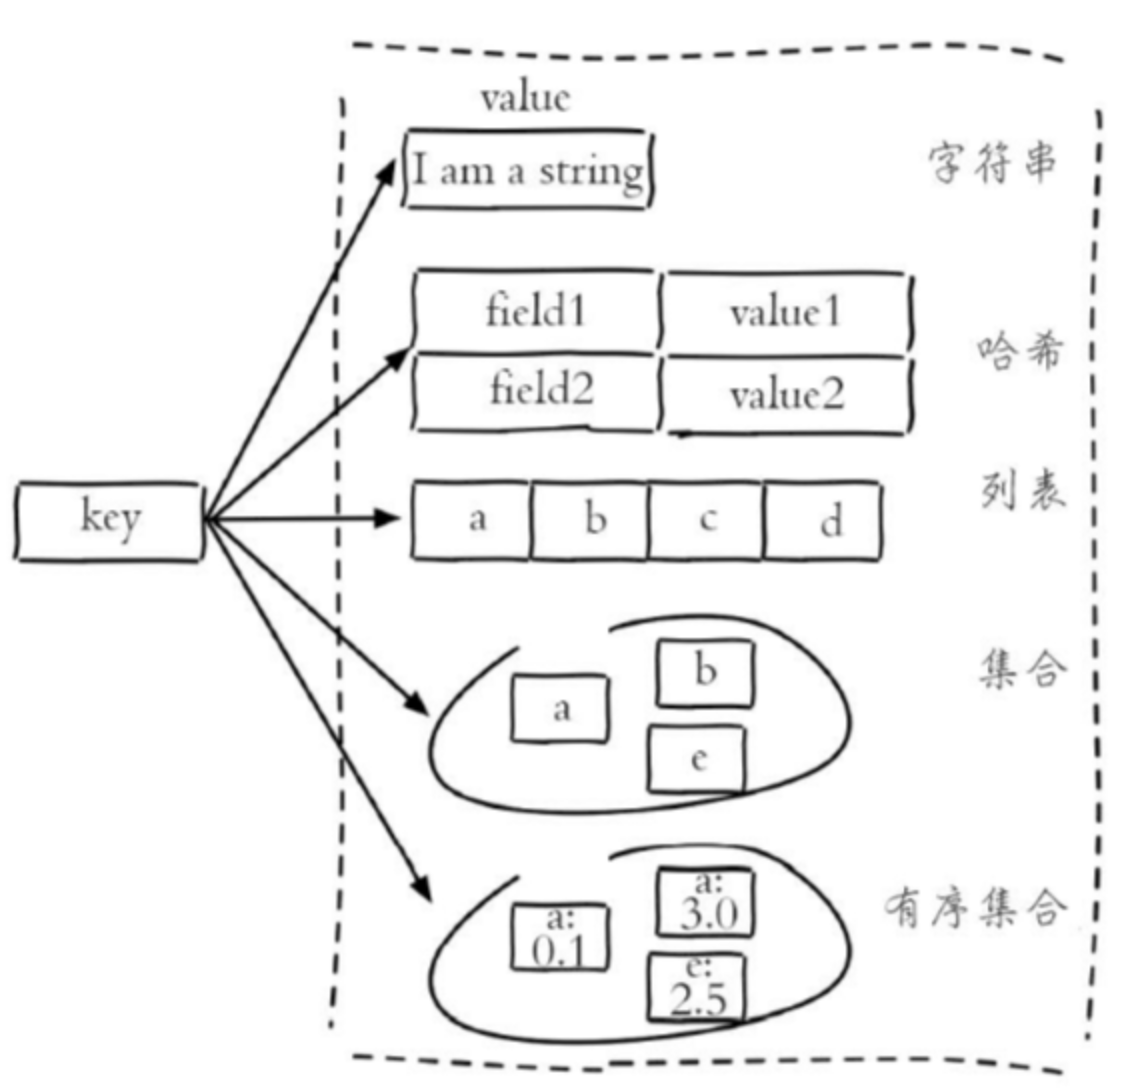 value
I am a string
字符串
field1 value1
哈希
field2 value2
列表
key
a b c d
集合
b
a
e
有序集合
a:
3.0
a:
0.1
e:
2.5